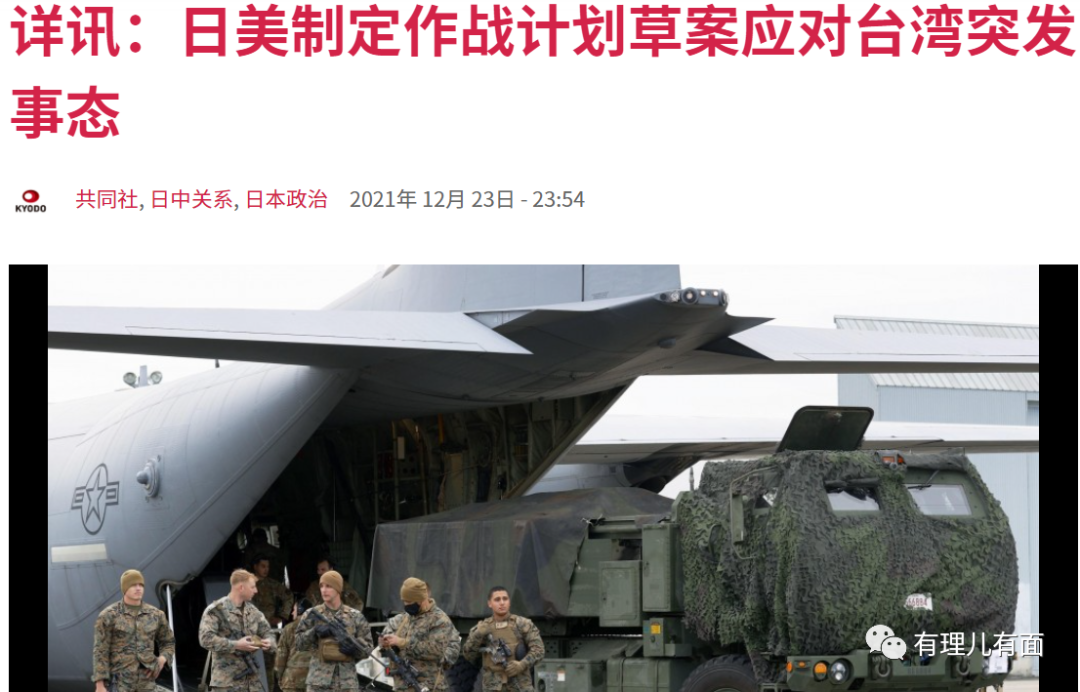 详讯：日美制定作战计划草案应对台湾突发
事态
KYODO
共同社, 日中关系, 日本政治 2021年 12月 23日 - 23:54
有理儿有面